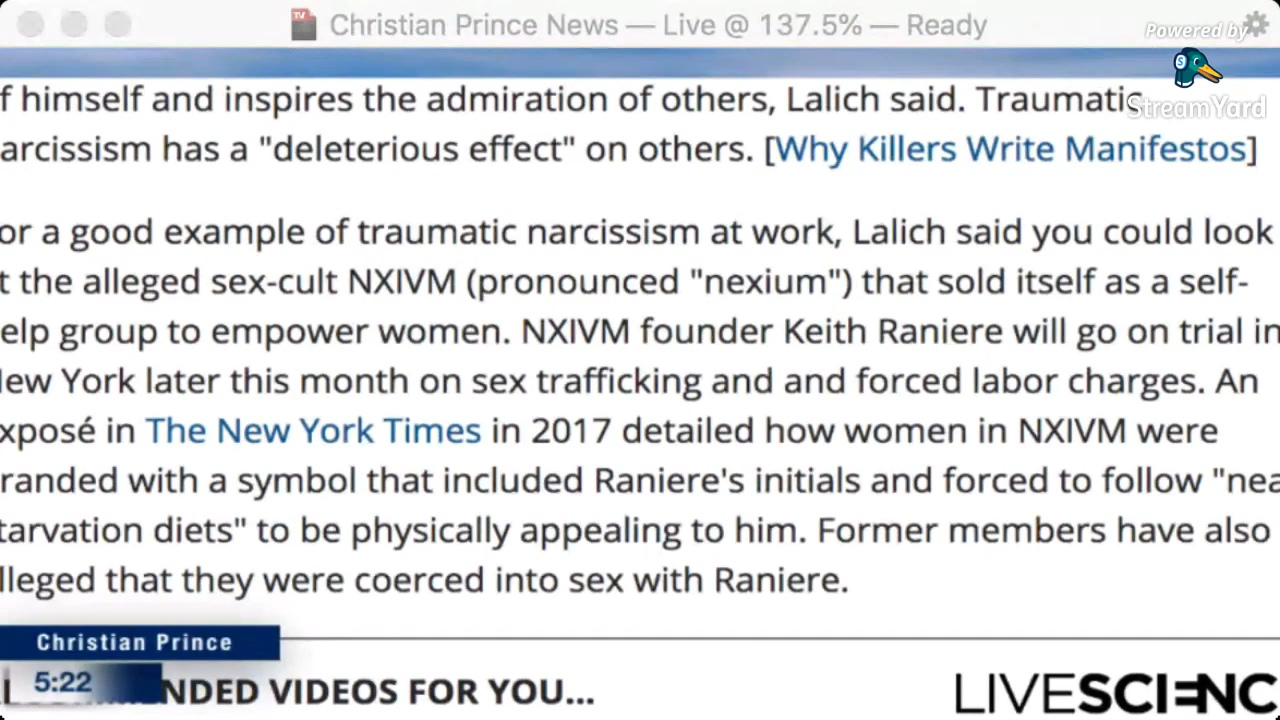 Christian Prince News — Live @ 137.5% — Ready
Powered by
StreamYard
f himself and inspires the admiration of others, Lalich said. Traumatic
arcissism has a "deleterious effect" on others. [Why Killers Write Manifestos]
or a good example of traumatic narcissism at work, Lalich said you could look
t the alleged sex-cult NXIVM (pronounced "nexium") that sold itself as a self-
elp group to empower women. NXIVM founder Keith Raniere will go on trial in
lew York later this month on sex trafficking and and forced labor charges. An
xposé in The New York Times in 2017 detailed how women in NXIVM were
randed with a symbol that included Raniere's initials and forced to follow "nea
tarvation diets" to be physically appealing to him. Former members have also
lleged that they were coerced into sex with Raniere.
Christian Prince
5:22
NDED VIDEOS FOR YOU...
LIVESCIENC